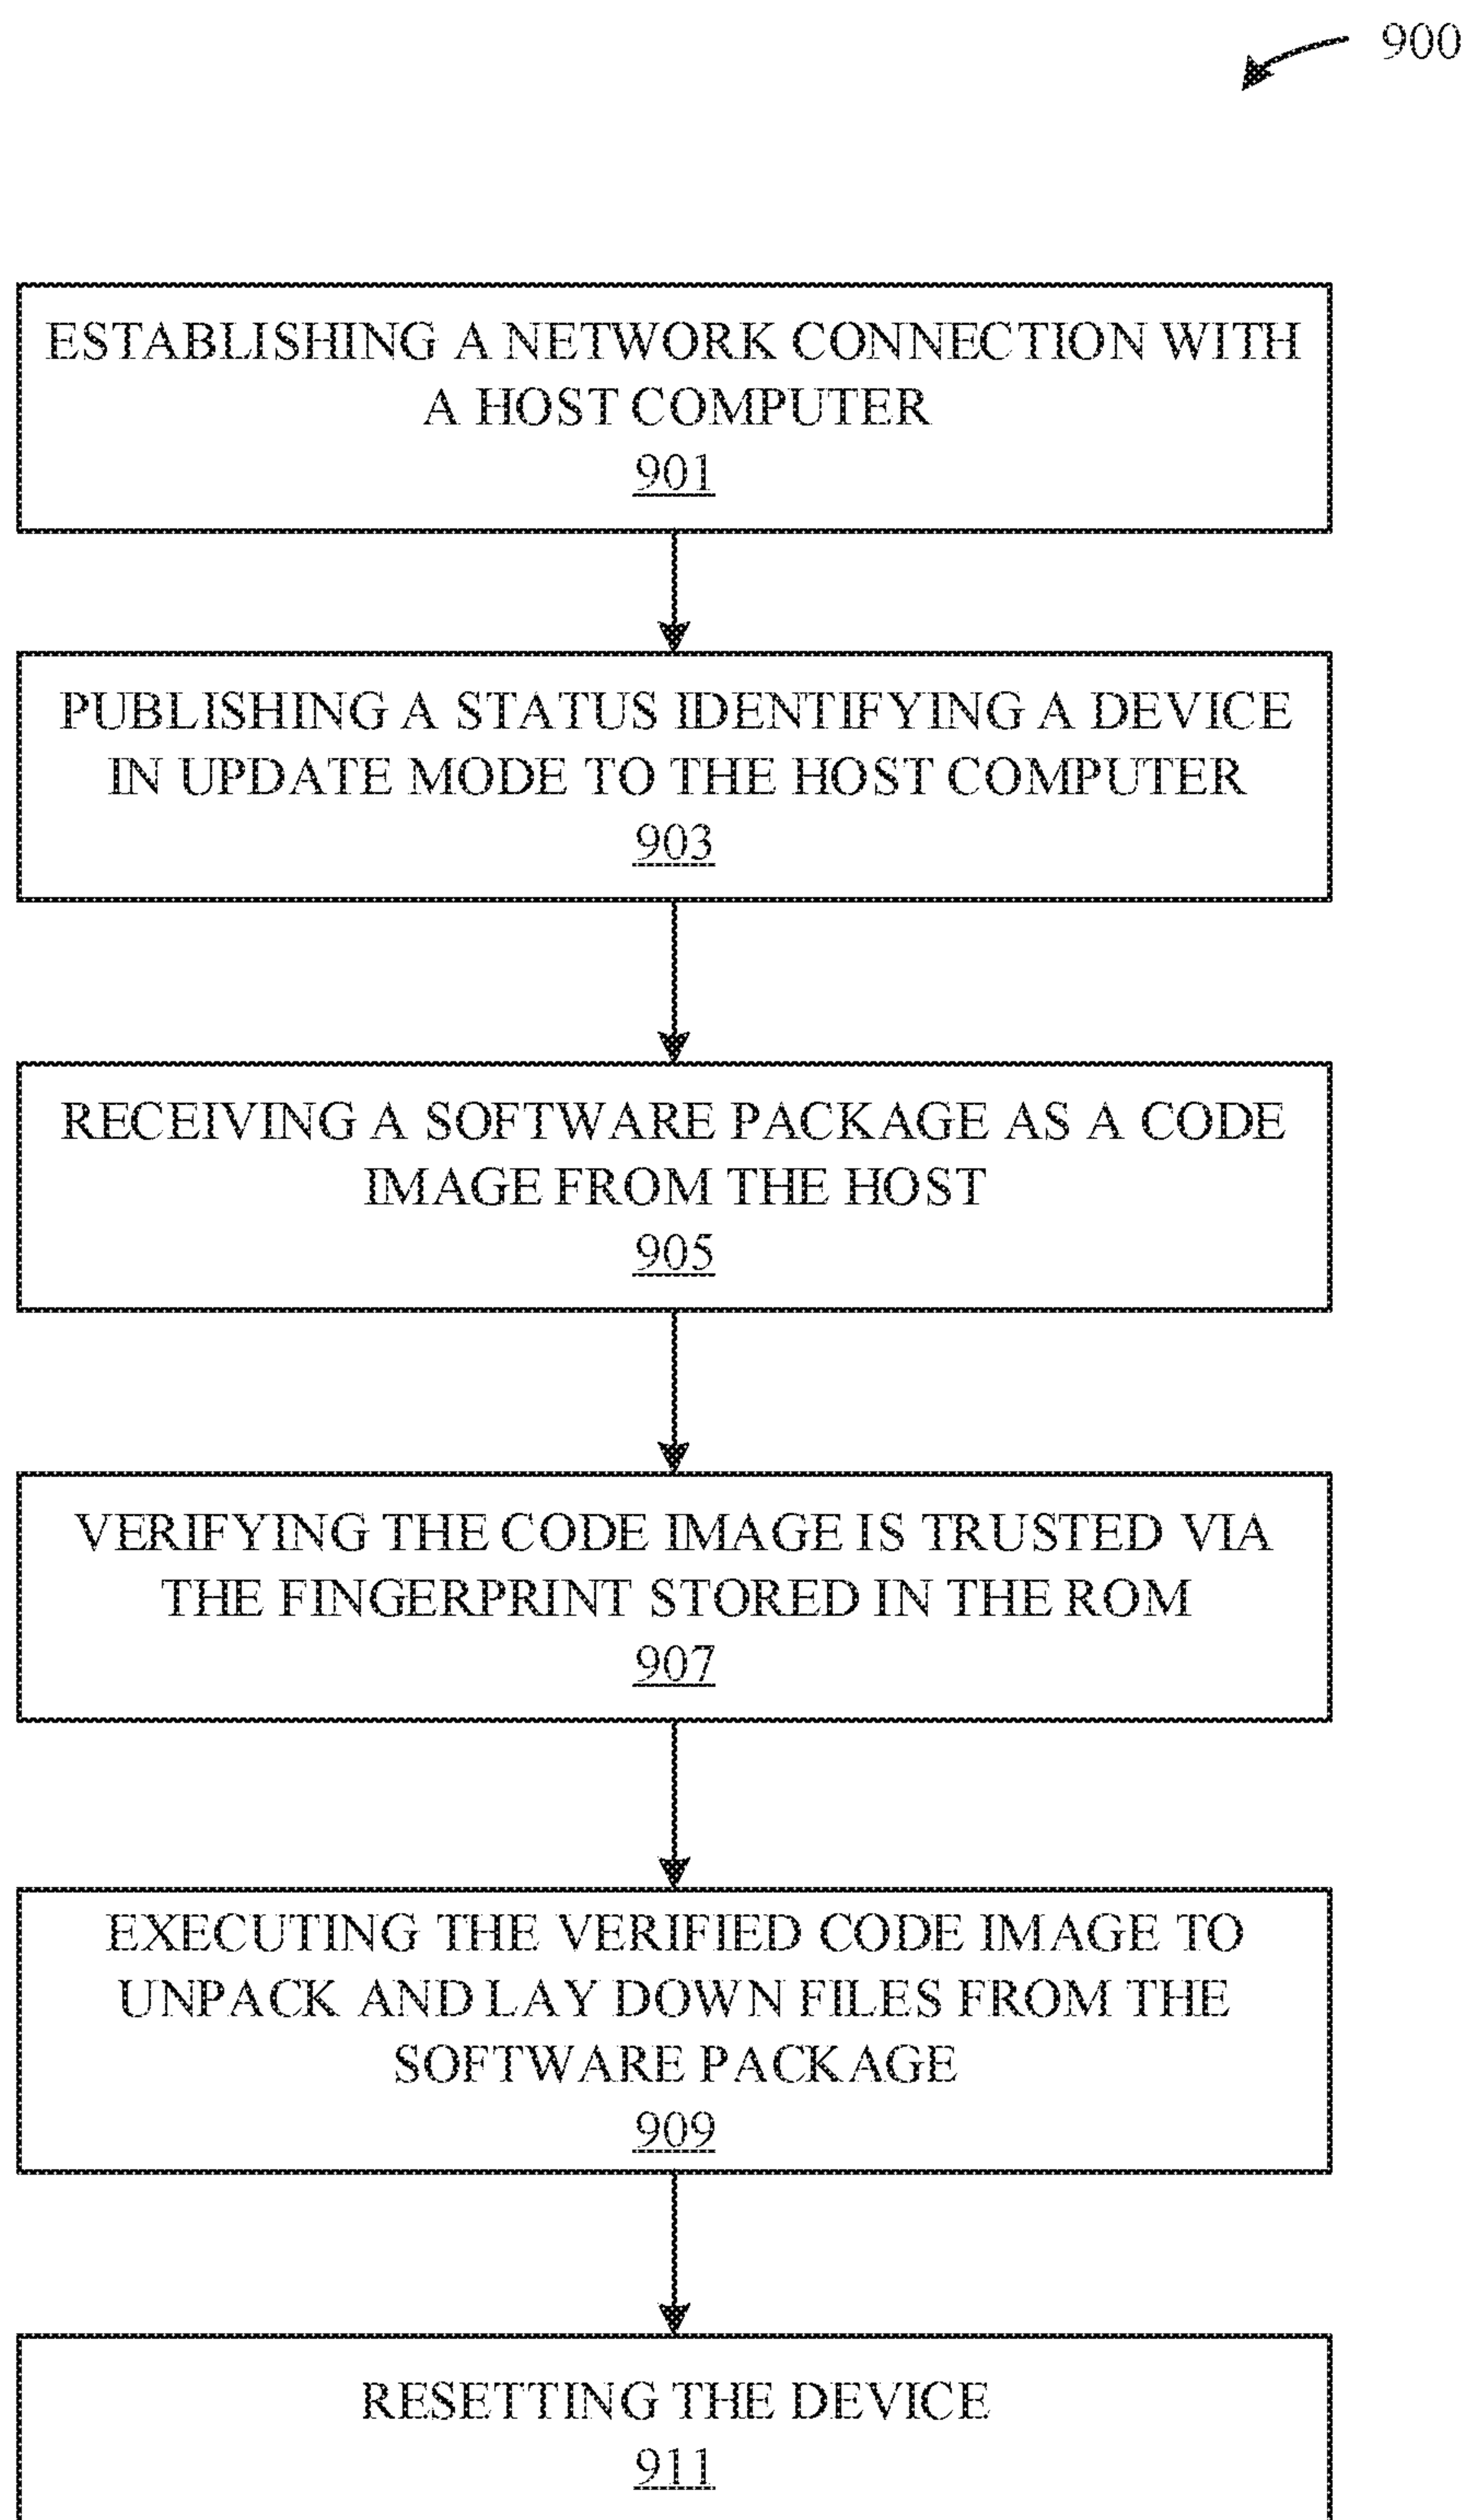 900
ESTABLISHING A NETWORK CONNECTION WITH
A HOST COMPUTER
901
PUBLISHING A STATUS IDENTIFYING A DEVICE
IN UPDATE MODE TO THE HOST COMPUTER
903
RECEIVING A SOFTWARE PACKAGE AS A CODE
IMAGE FROM THE HOST
905
VERIFYING THE CODE IMAGE IS TRUSTED VIA
THE FINGERPRINT STORED IN THE ROM
907
EXECUTING THE VERIFIED CODE IMAGE TO
UNPACK AND LAY DOWN FILES FROM THE
SOFTWARE PACKAGE
909
RESETTING THE DEVICE
911